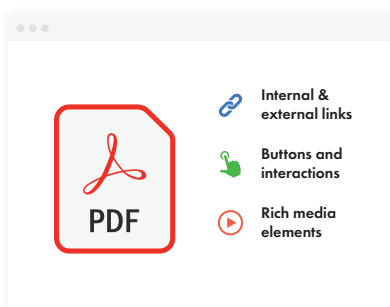 PDF
Internal &
external links
Buttons and
interactions
Rich media
elements